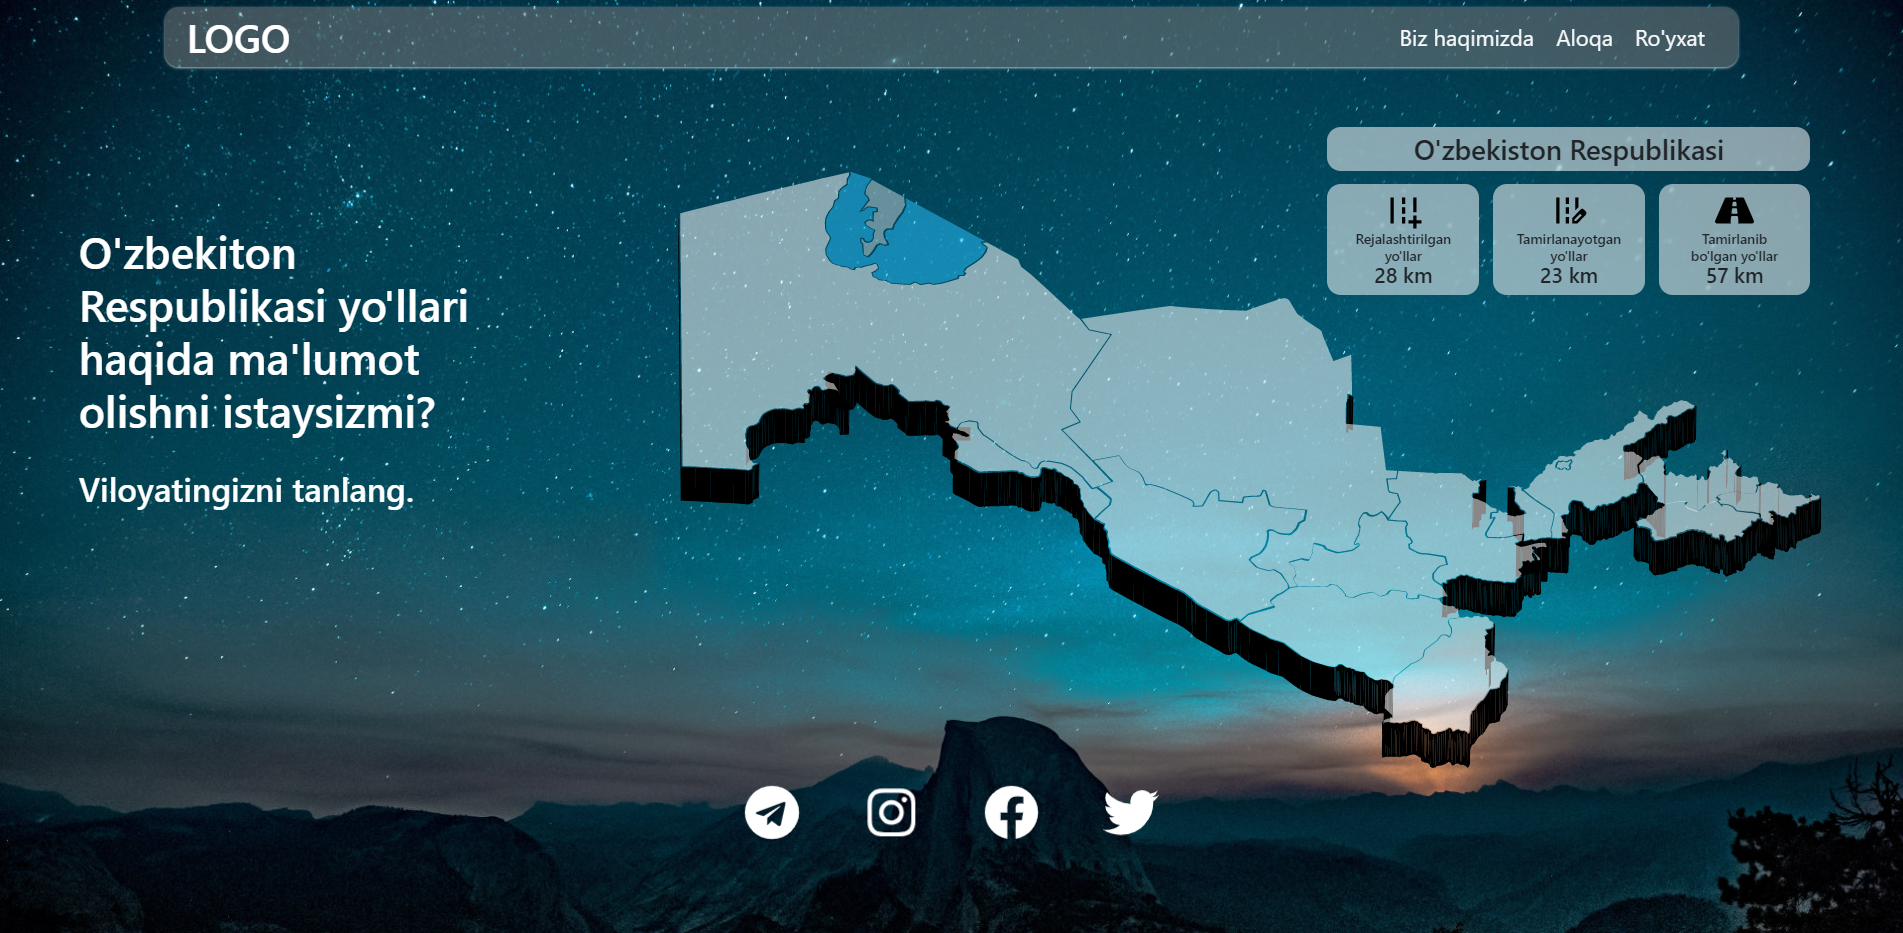 LOGO
Biz haqimizda Aloqa Ro'yxat
O'zbekiston Respublikasi
Rejalashtirilgan
yo'llar
28 km
Tamirlanayotgan
yo'llar
23 km
Tamirlanib
bo'lgan yo'llar
57 km
O'zbekiton
Respublikasi yo'llari
haqida ma'lumot
olishni istaysizmi?
Viloyatingizni tanlang.